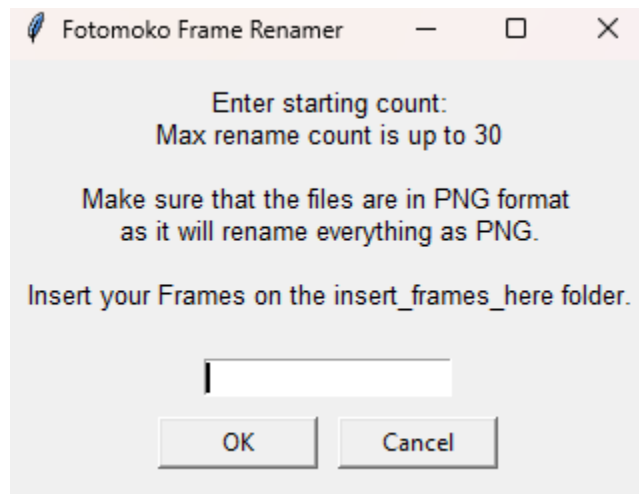 Fotomoko Frame Renamer
Enter starting count:
Max rename count is up to 30
Make sure that the files are in PNG format
as it will rename everything as PNG.
Insert your Frames on the insert_frames_here folder.
OK
Cancel